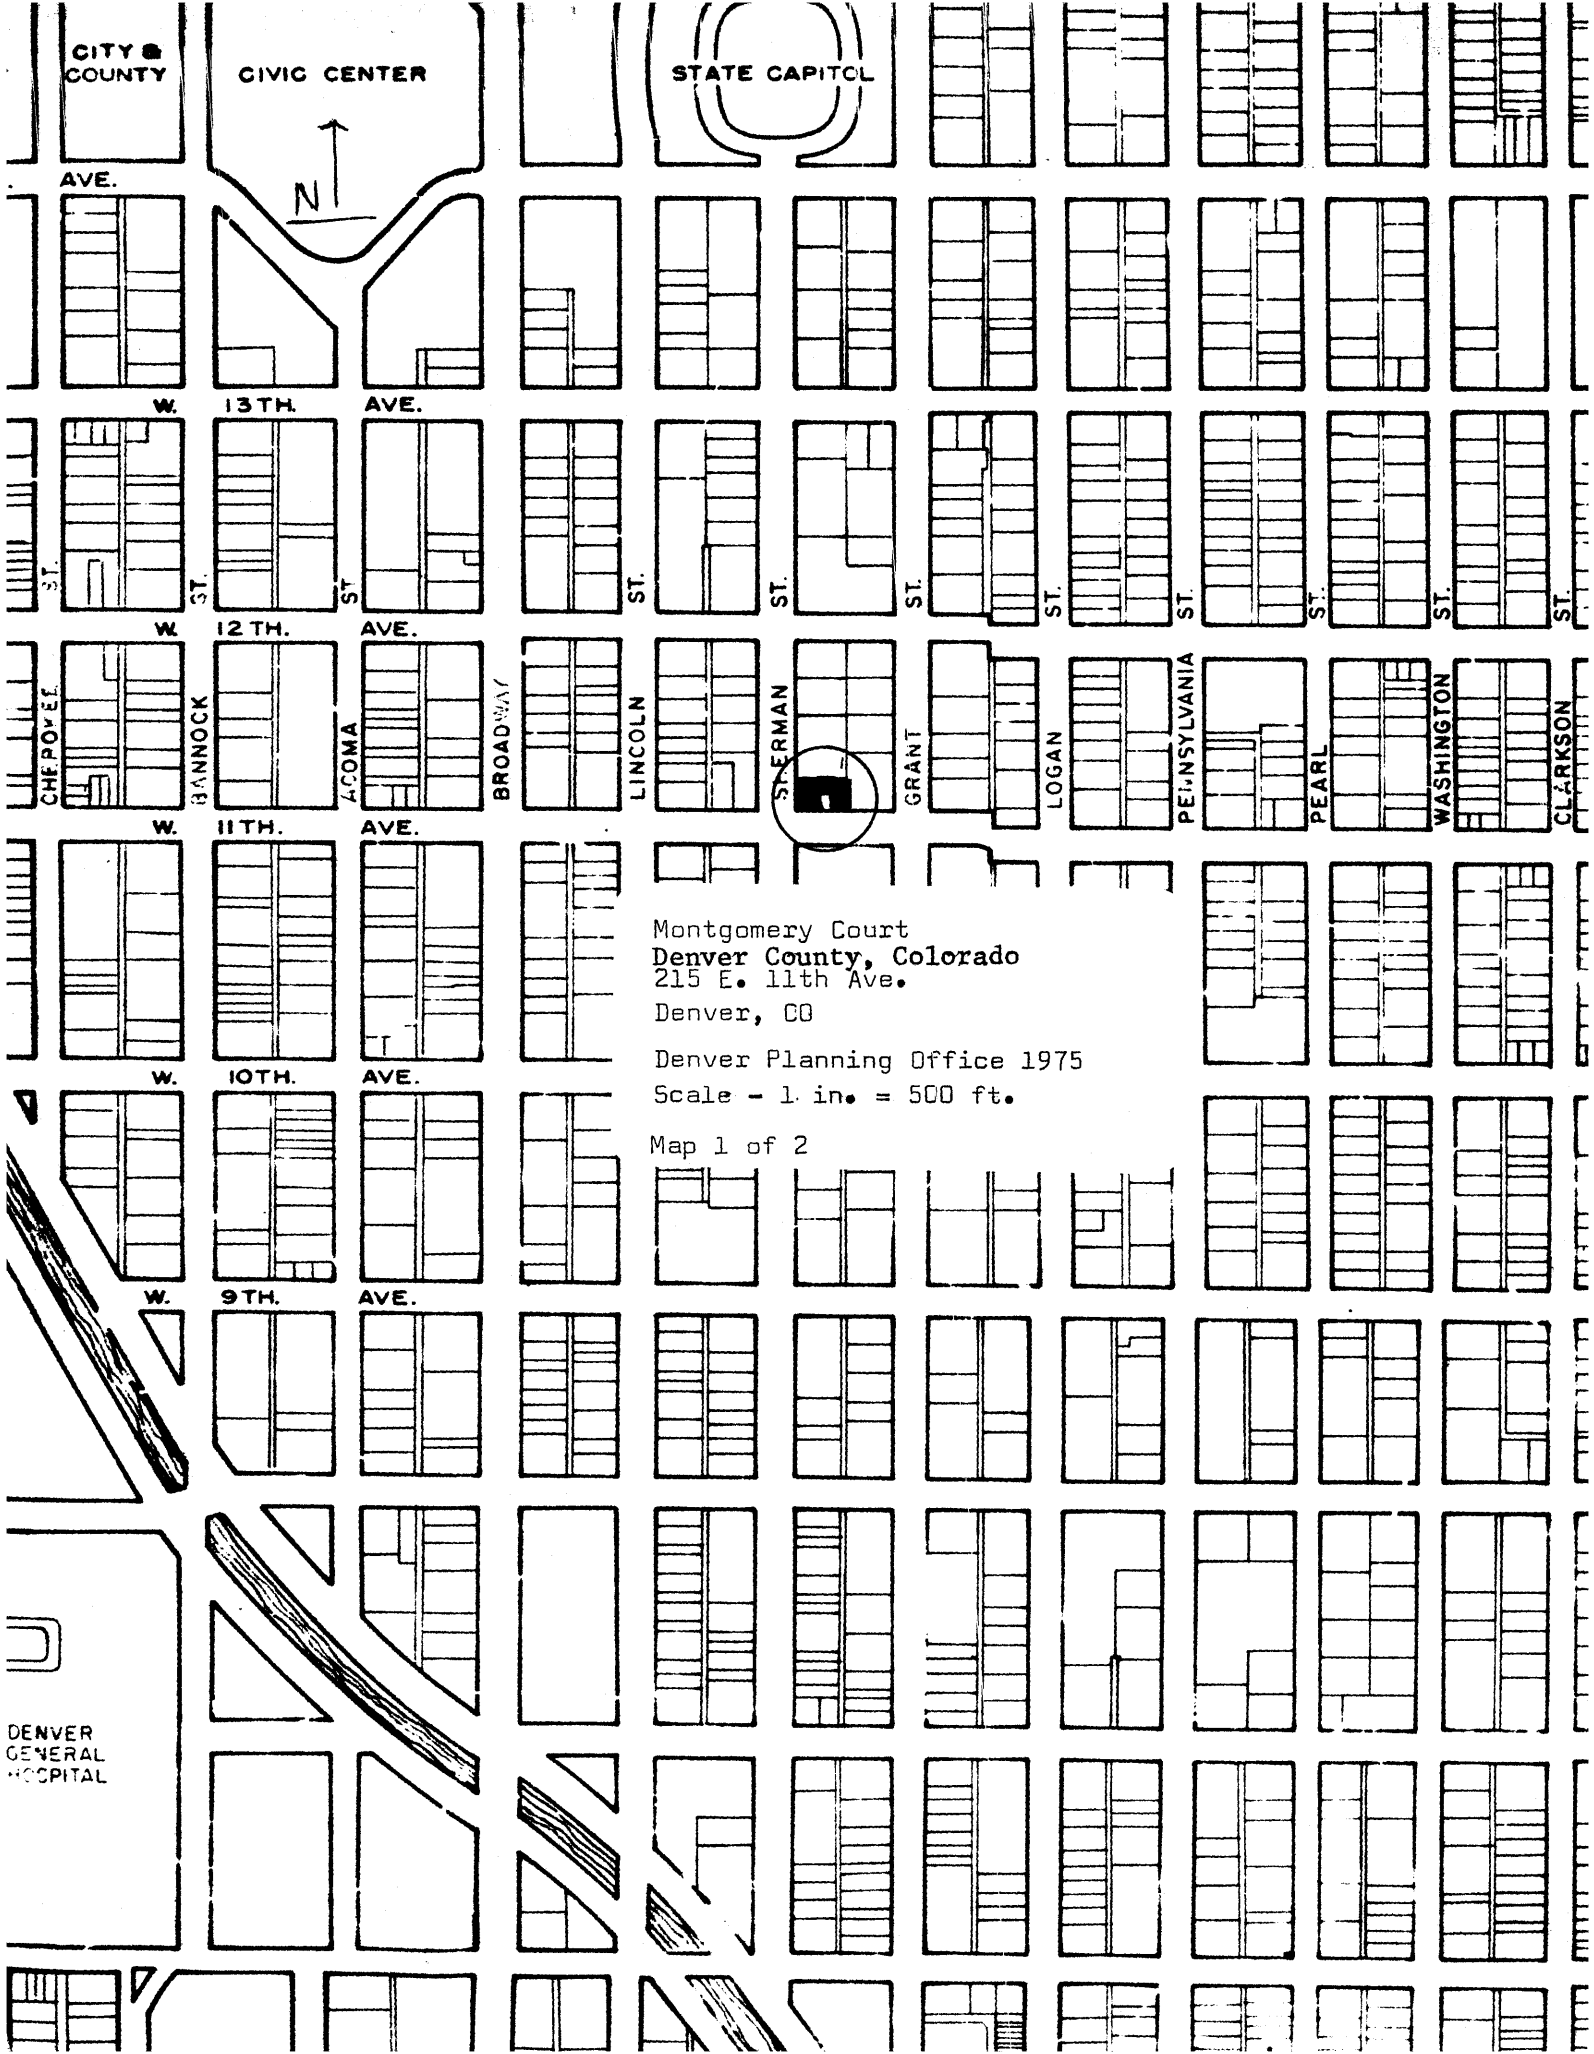 CITY &
COUNTY
CIVIC CENTER
STATE CAPITOL
N
AVE.
W. 13TH. AVE.
ST.
ST.
ST
ST.
ST.
ST.
ST.
ST.
ST.
ST.
ST.
W. 12TH. AVE.
CHEROKEE
BANNOCK
ACOMA
BROADWAY
LINCOLN
SHERMAN
GRANT
LOGAN
PENNSYLVANIA
PEARL
WASHINGTON
CLARKSON
W. 11TH. AVE.
Montgomery Court
Denver County, Colorado
215 E. 11th Ave.
Denver, CO
Denver Planning Office 1975
Scale - 1 in. = 500 ft.
Map 1 of 2
W. 10TH. AVE.
W. 9TH. AVE.
DENVER
GENERAL
HOSPITAL